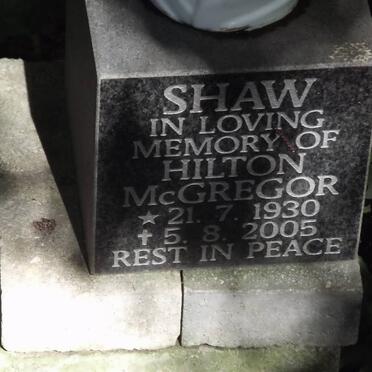 SHAW
IN LOVING
MEMORY OF
HILTON
McGREGOR
★ 21. 7. 1930
✝ 5. 8. 2005
REST IN PEACE